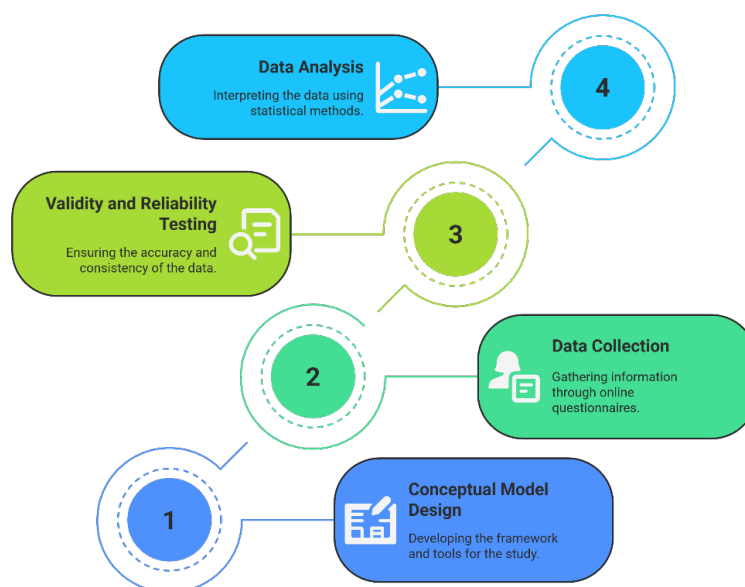 Data Analysis
Interpreting the data using
statistical methods.
4
Validity and Reliability
Testing
Ensuring the accuracy and
consistency of the data.
3
2
Data Collection
Gathering information
through online
questionnaires.
1
Conceptual Model
Design
Developing the framework
and tools for the study.